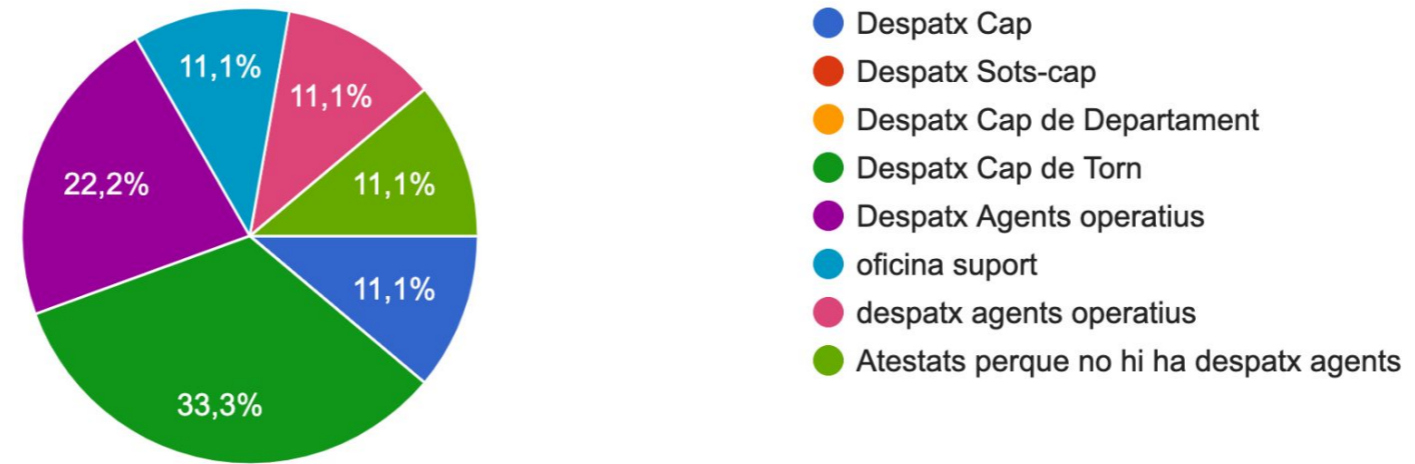 11,1%
11,1%
22,2%
11,1%
11,1%
33,3%
Despatx Cap
Despatx Sots-cap
Despatx Cap de Departament
Despatx Cap de Torn
Despatx Agents operatius
oficina suport
despatx agents operatius
Atestats perque no hi ha despatx agents